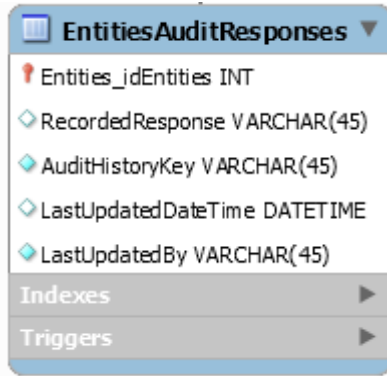 EntitiesAuditResponses
Entities_idEntities INT
RecordedResponse VARCHAR(45)
AuditHistoryKey VARCHAR(45)
LastUpdatedDateTime DATETIME
LastUpdatedBy VARCHAR(45)
Indexes
Triggers